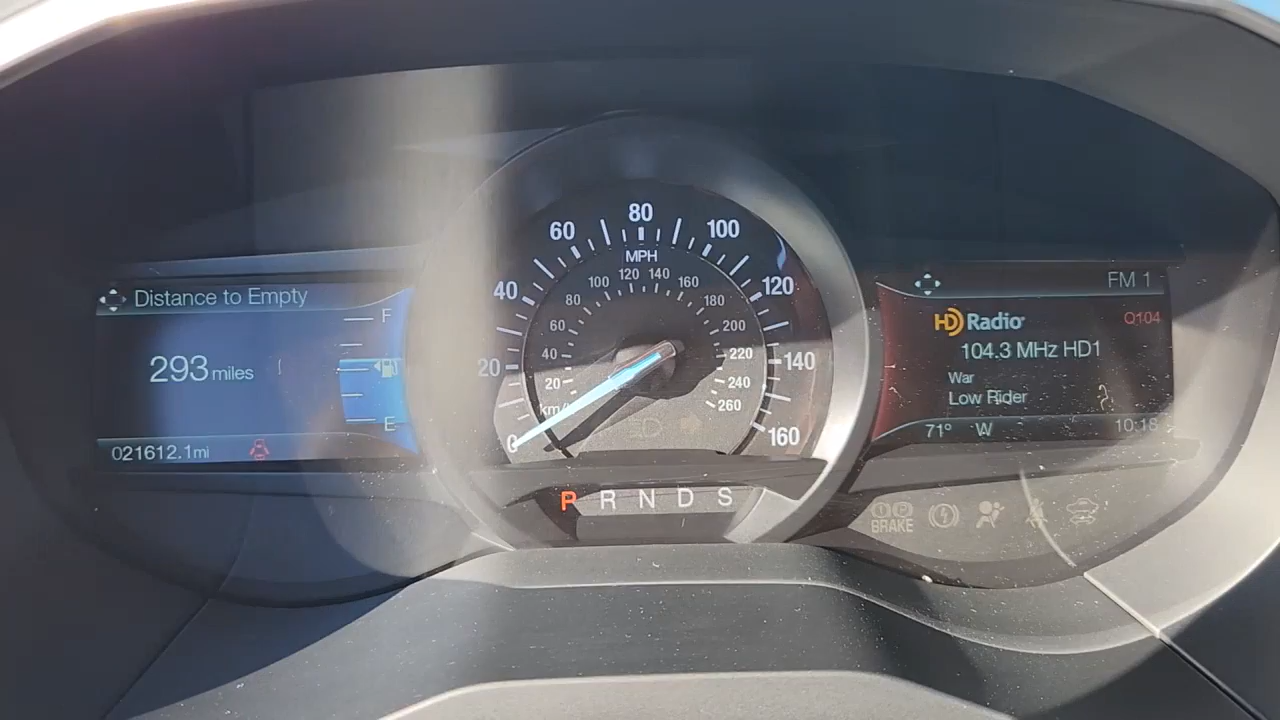 Distance to Empty
F
293 miles
E
021612.1mi
0
20
40
60
80
100
120
140
160
MPH
km/
20
40
60
80
100
120
140
160
180
200
220
240
260
P R N D S
FM 1
HD Radio
Q104
104.3 MHz HD1
War
Low Rider
71° W
10:18
P
BRAKE